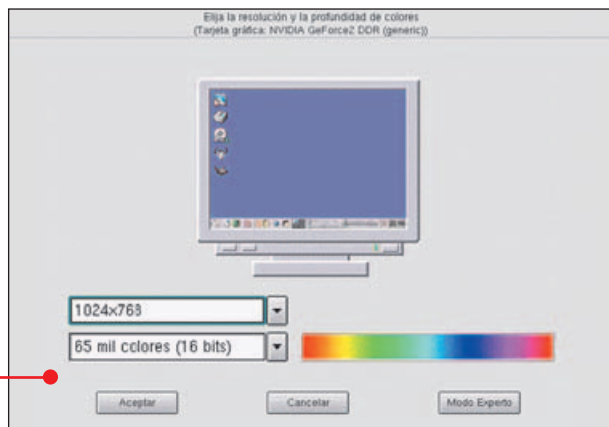 Elija la resolución y la profundidad de colores
(Tarjeta gráfica: NVIDIA GeForce2 DDR (generic))
1024x768
65 mil colores (16 bits)
Aceptar
Cancelar
Modo Experto